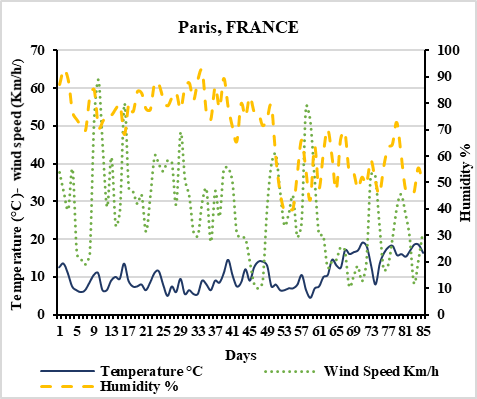 Paris, FRANCE
70
60
50
40
30
20
10
0
Temperature (°C) - wind speed (Km/h/)
100
90
80
70
60
50
40
30
20
10
0
Humidity %
1 5 9 13 17 21 25 29 33 37 41 45 49 53 57 61 65 69 73 77 81 85
Days
Temperature °C Wind Speed Km/h
Humidity %